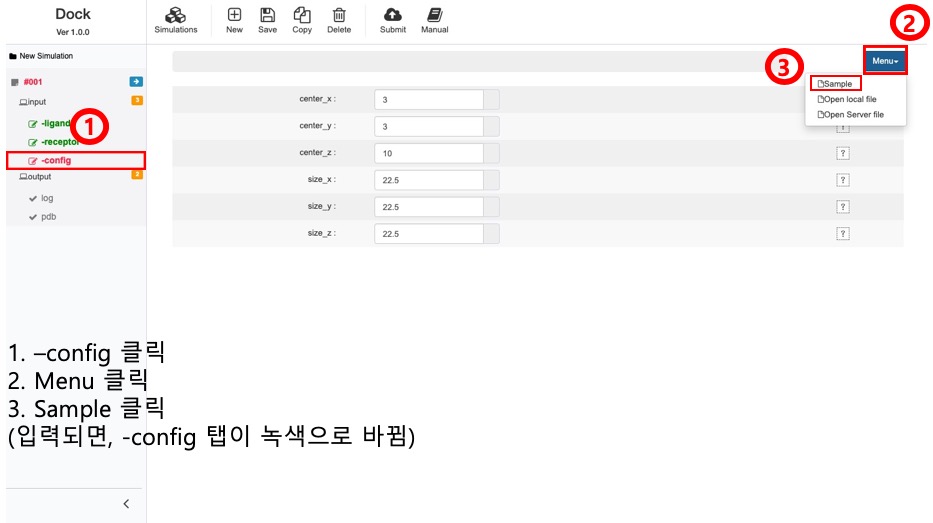 Dock
Ver 1.0.0
Simulations
New
Save
Copy
Delete
Submit
Manual
2
New Simulation
Menu
3
#001
Sample
input
3
center_x :
3
Open local file
-ligand
1
center_y :
3
Open Server file
?
-receptor
center_z :
10
?
-config
output
2
size_x :
22.5
?
log
size_y :
22.5
?
pdb
size_z :
22.5
?
1. –config 클릭
2. Menu 클릭
3. Sample 클릭
(입력되면, -config 탭이 녹색으로 바뀜)